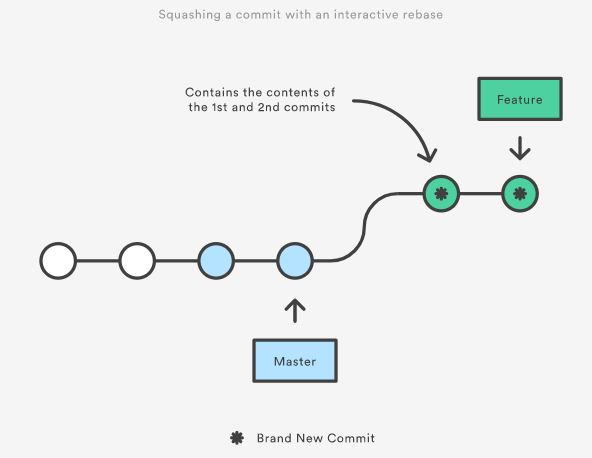 Squashing a commit with an interactive rebase
Contains the contents of
the 1st and 2nd commits
Feature
Master
Brand New Commit